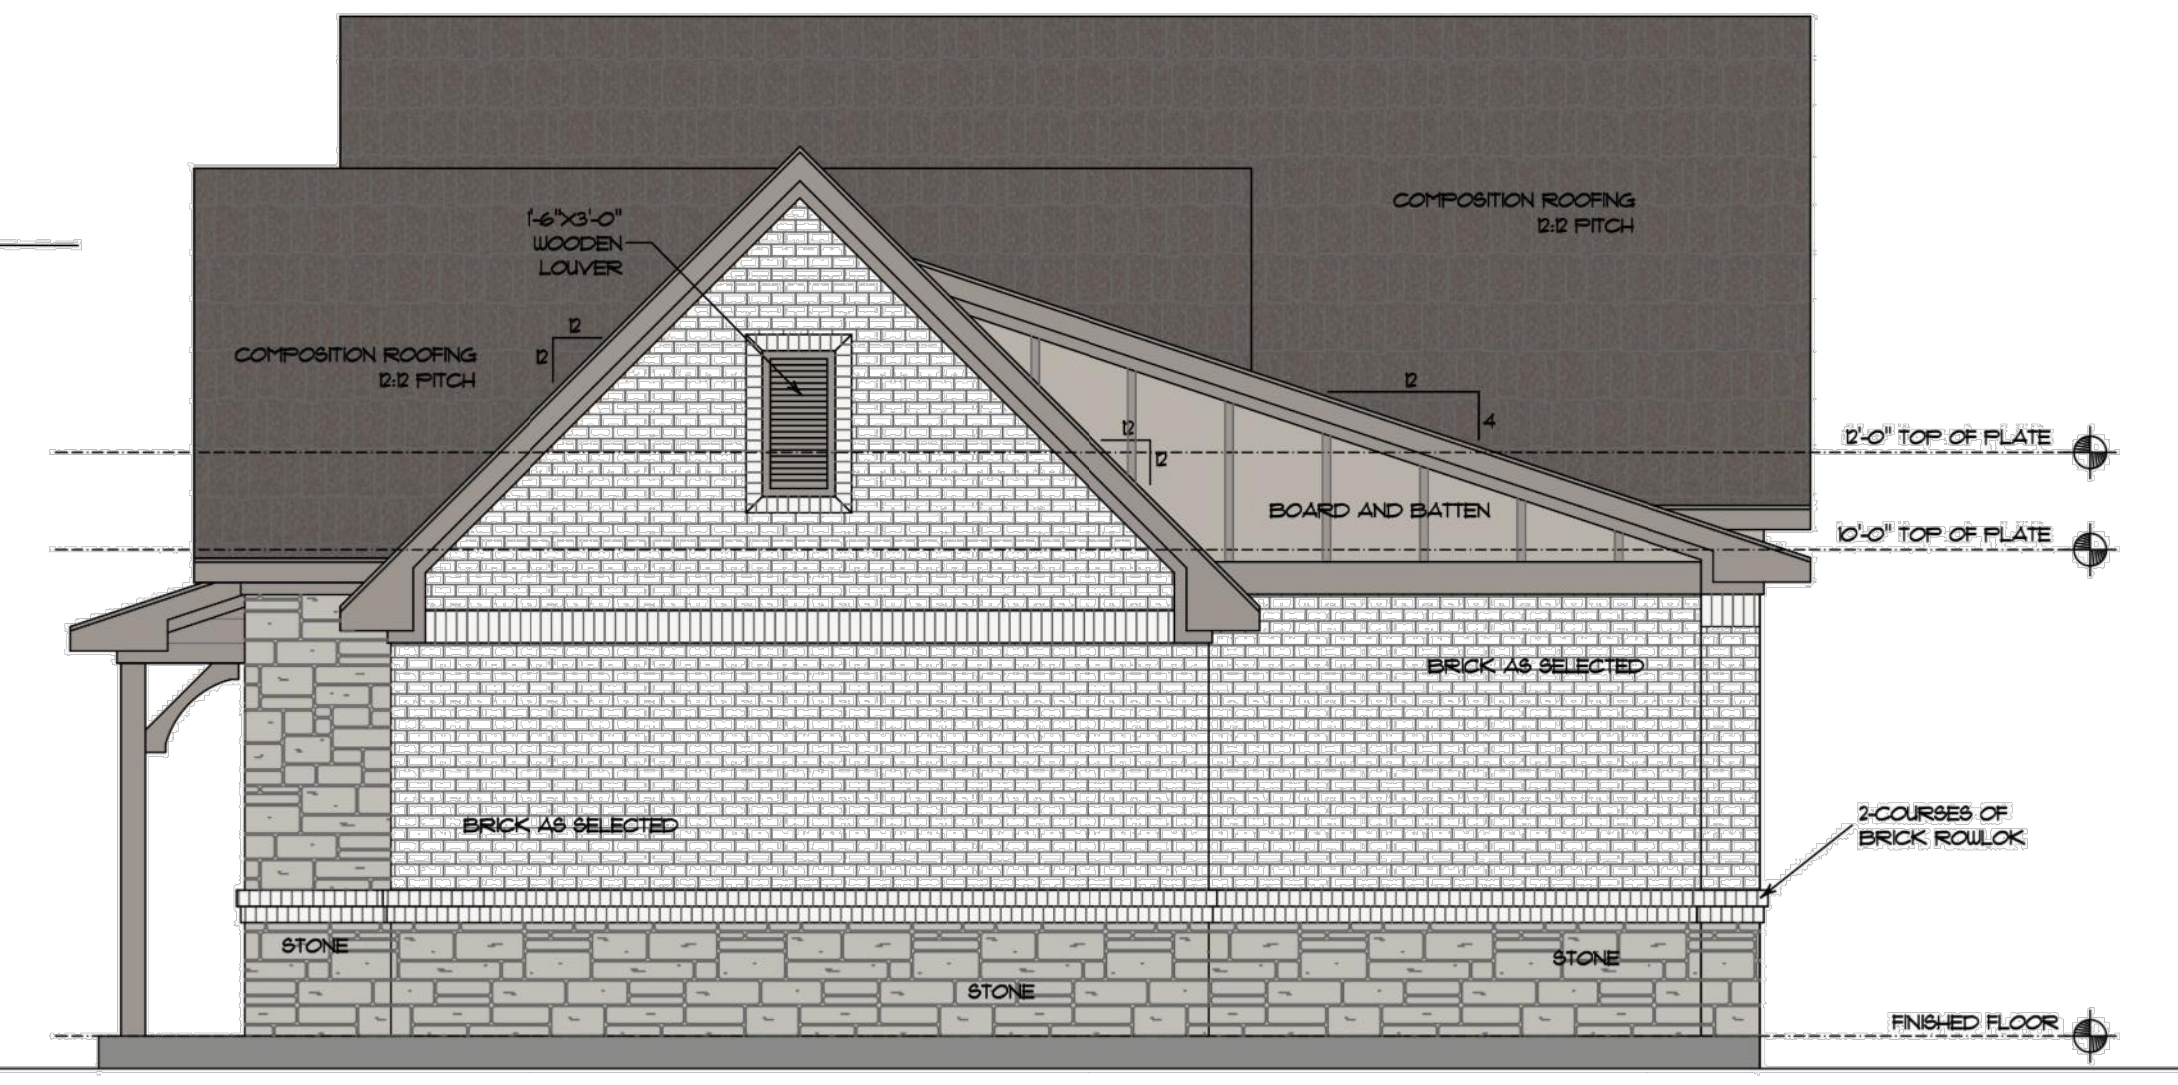 COMPOSITION ROOFING
12:12 PITCH
1'-6"X3'-0"
WOODEN
LOUVER
12
12
COMPOSITION ROOFING
12:12 PITCH
12
4
12
12
12'-0" TOP OF PLATE
BOARD AND BATTEN
10'-0" TOP OF PLATE
BRICK AS SELECTED
BRICK AS SELECTED
2-COURSES OF
BRICK ROWLOK
STONE
STONE
STONE
FINISHED FLOOR